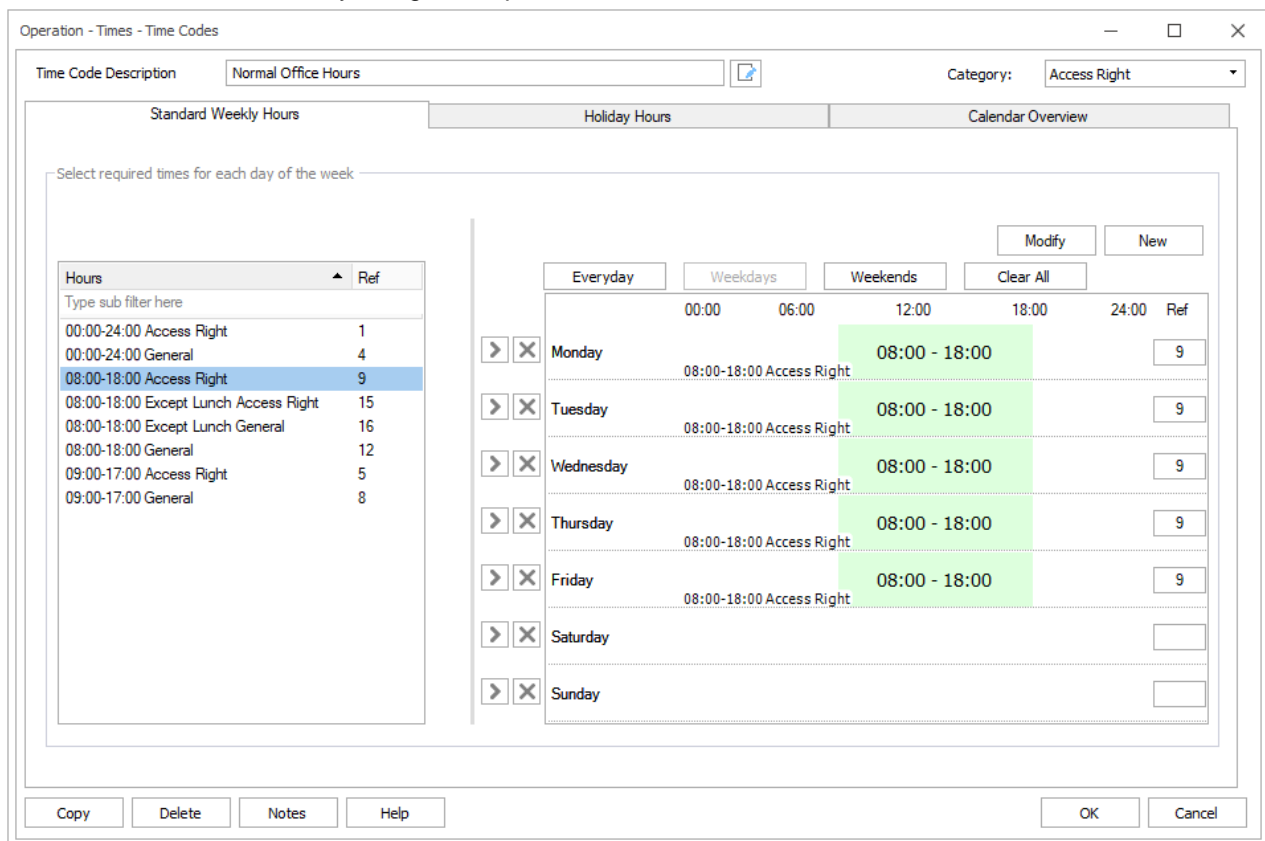 Operation - Times - Time Codes
Time Code Description Normal Office Hours Category: Access Right
Standard Weekly Hours Holiday Hours Calendar Overview
Select required times for each day of the week
Modify New
Hours Ref
Type sub filter here
00:00-24:00 Access Right 1
00:00-24:00 General 4
08:00-18:00 Access Right 9
08:00-18:00 Except Lunch Access Right 15
08:00-18:00 Except Lunch General 16
08:00-18:00 General 12
09:00-17:00 Access Right 5
09:00-17:00 General 8
Everyday Weekdays Weekends Clear All
00:00 06:00 12:00 18:00 24:00 Ref
Monday 08:00 - 18:00 9
08:00-18:00 Access Right
Tuesday 08:00 - 18:00 9
08:00-18:00 Access Right
Wednesday 08:00 - 18:00 9
08:00-18:00 Access Right
Thursday 08:00 - 18:00 9
08:00-18:00 Access Right
Friday 08:00 - 18:00 9
08:00-18:00 Access Right
Saturday
Sunday
Copy Delete Notes Help OK Cancel